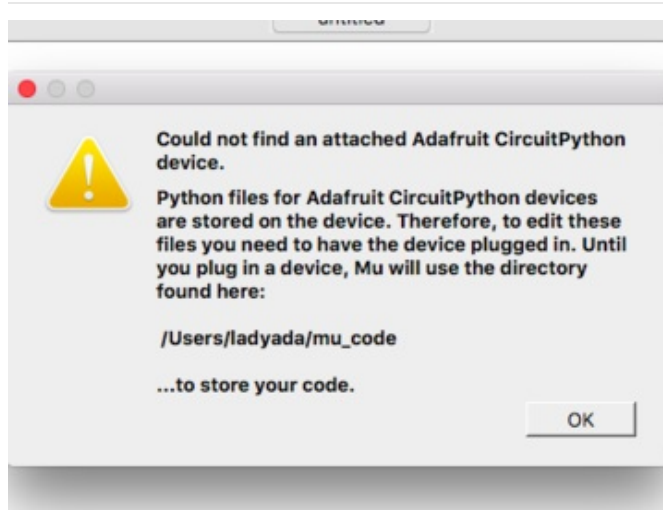 untitled
Could not find an attached Adafruit CircuitPython
device.
Python files for Adafruit CircuitPython devices
are stored on the device. Therefore, to edit these
files you need to have the device plugged in. Until
you plug in a device, Mu will use the directory
found here:
/Users/ladyada/mu_code
...to store your code.
OK